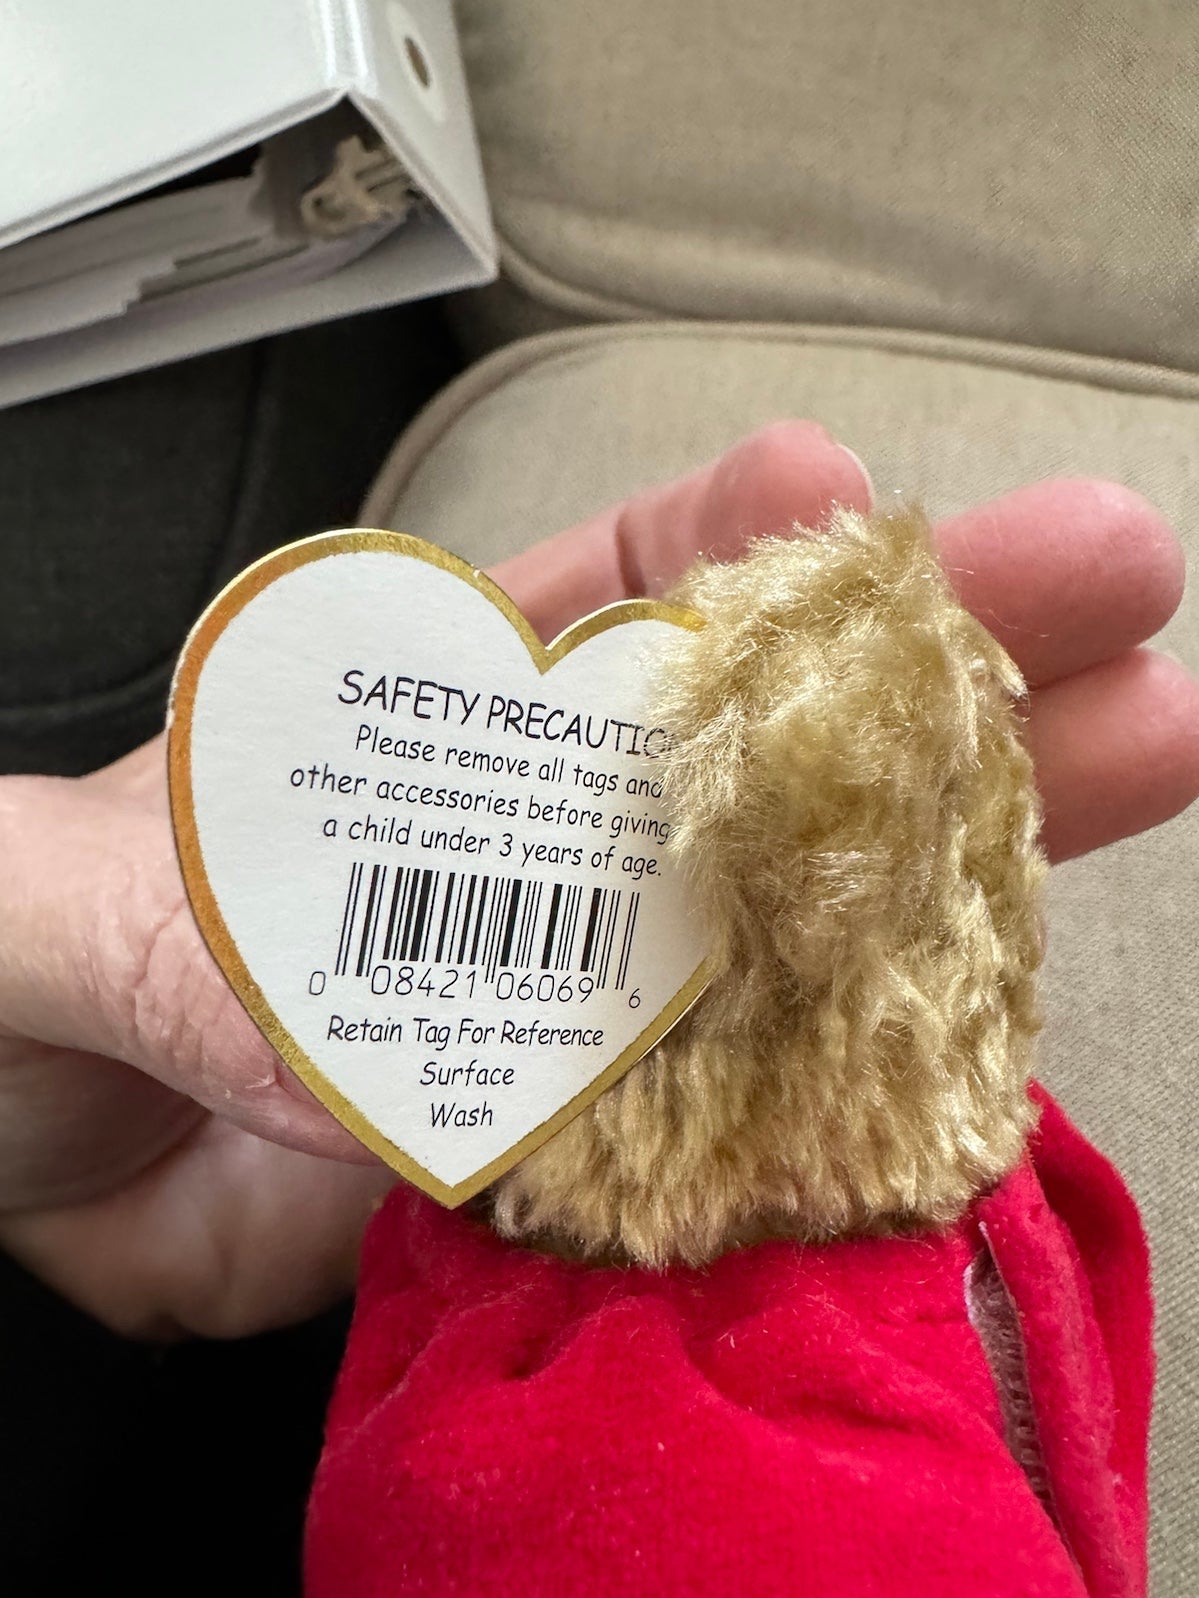 SAFETY PRECAUTIO
Please remove all tags and
other accessories before giving
a child under 3 years of age.
0 08421 06069 6
Retain Tag For Reference
Surface
Wash